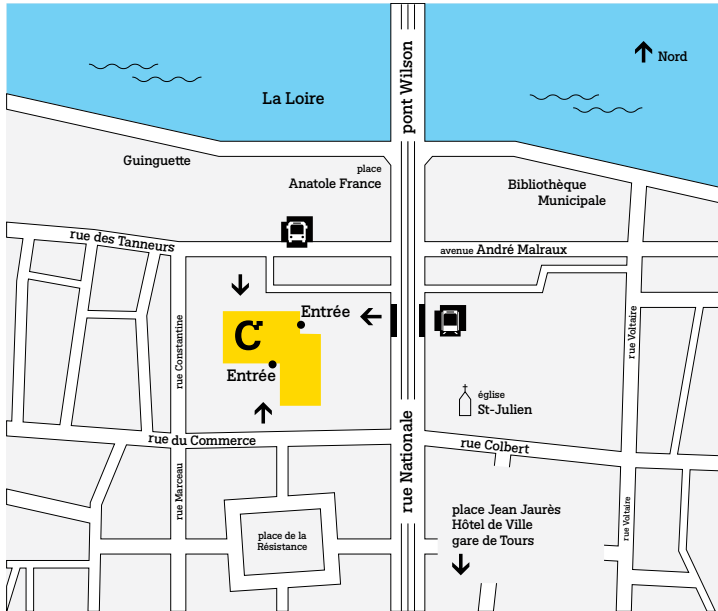 Nord
La Loire
pont Wilson
Guinguette
place
Anatole France
Bibliothèque
Municipale
rue des Tanneurs
avenue André Malraux
Entrée
C
rue Constantine
rue Voltaire
Entrée
église
St-Julien
rue du Commerce
rue Nationale
rue Colbert
rue Marceau
place Jean Jaurès
Hôtel de Ville
gare de Tours
rue Voltaire
place de la
Résistance